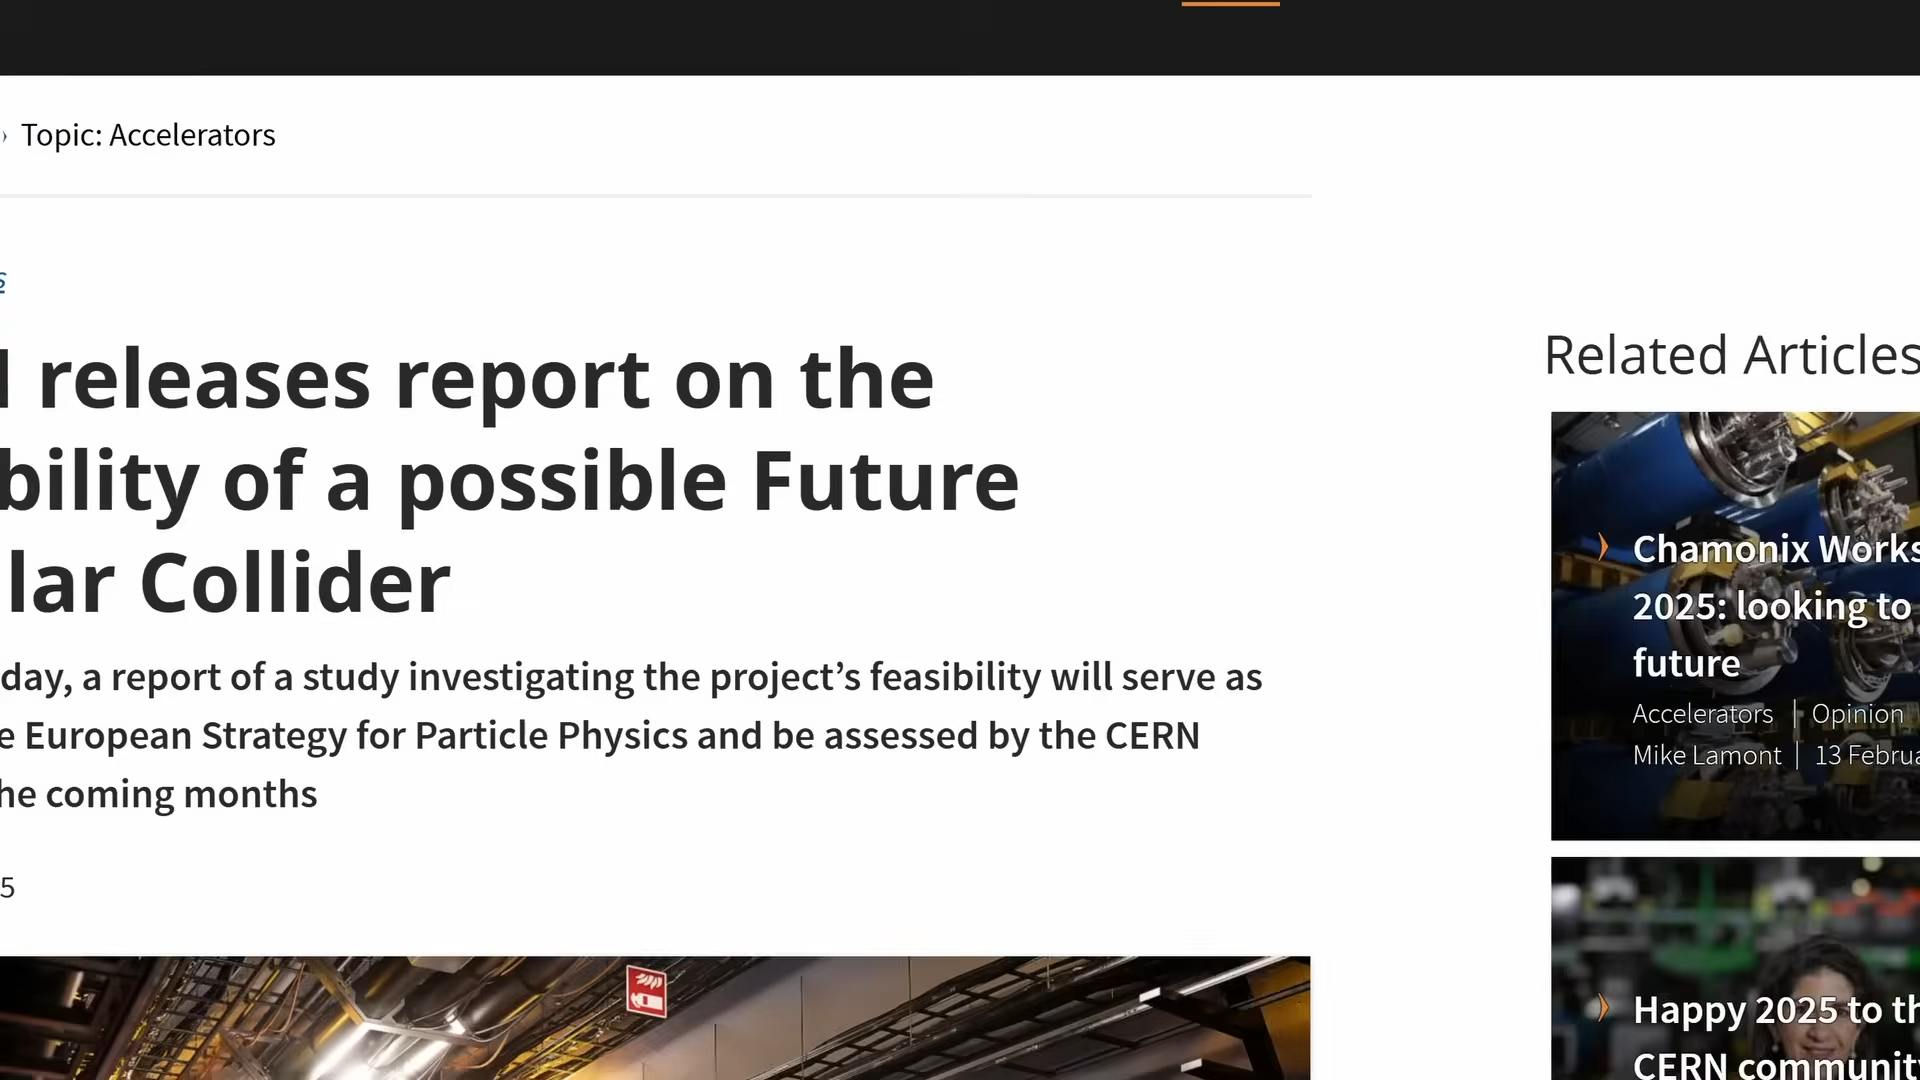 Topic: Accelerators
releases report on the
bility of a possible Future
lar Collider
day, a report of a study investigating the project’s feasibility will serve as
e European Strategy for Particle Physics and be assessed by the CERN
he coming months
5
Related Articles
Chamonix Works
2025: looking to
future
Accelerators | Opinion
Mike Lamont | 13 Februa
Happy 2025 to th
CERN community